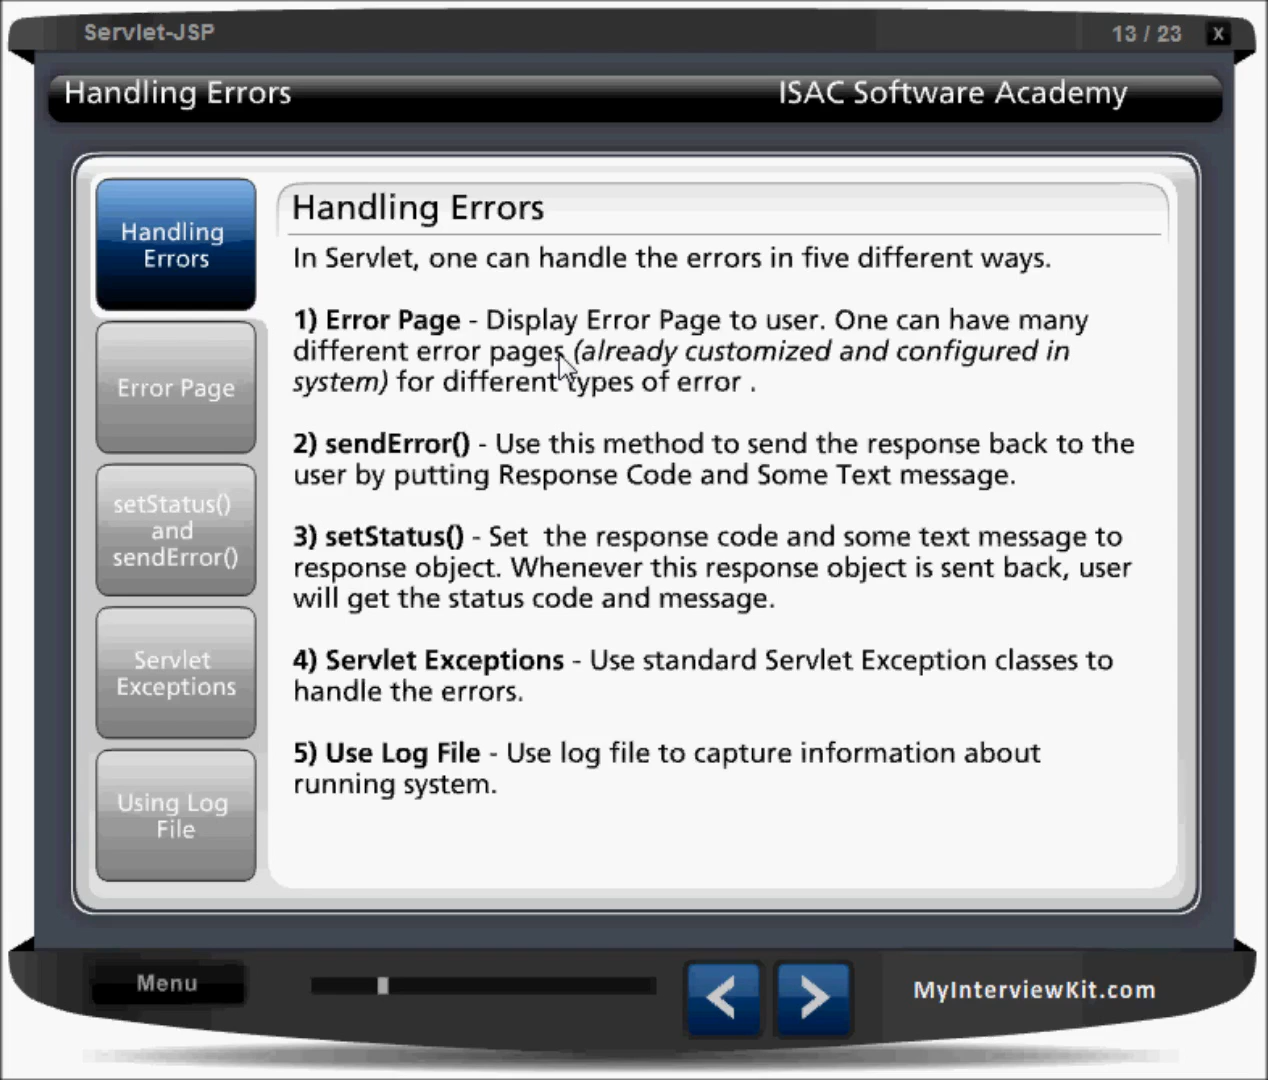 Servlet-JSP 13 / 23 X
Handling Errors ISAC Software Academy
Handling
Errors
Error Page
setStatus()
and
sendError()
Servlet
Exceptions
Using Log
File
Handling Errors
In Servlet, one can handle the errors in five different ways.
1) Error Page - Display Error Page to user. One can have many
different error pages (already customized and configured in
system) for different types of error .
2) sendError() - Use this method to send the response back to the
user by putting Response Code and Some Text message.
3) setStatus() - Set  the response code and some text message to
response object. Whenever this response object is sent back, user
will get the status code and message.
4) Servlet Exceptions - Use standard Servlet Exception classes to
handle the errors.
5) Use Log File - Use log file to capture information about
running system.
Menu MyInterviewKit.com